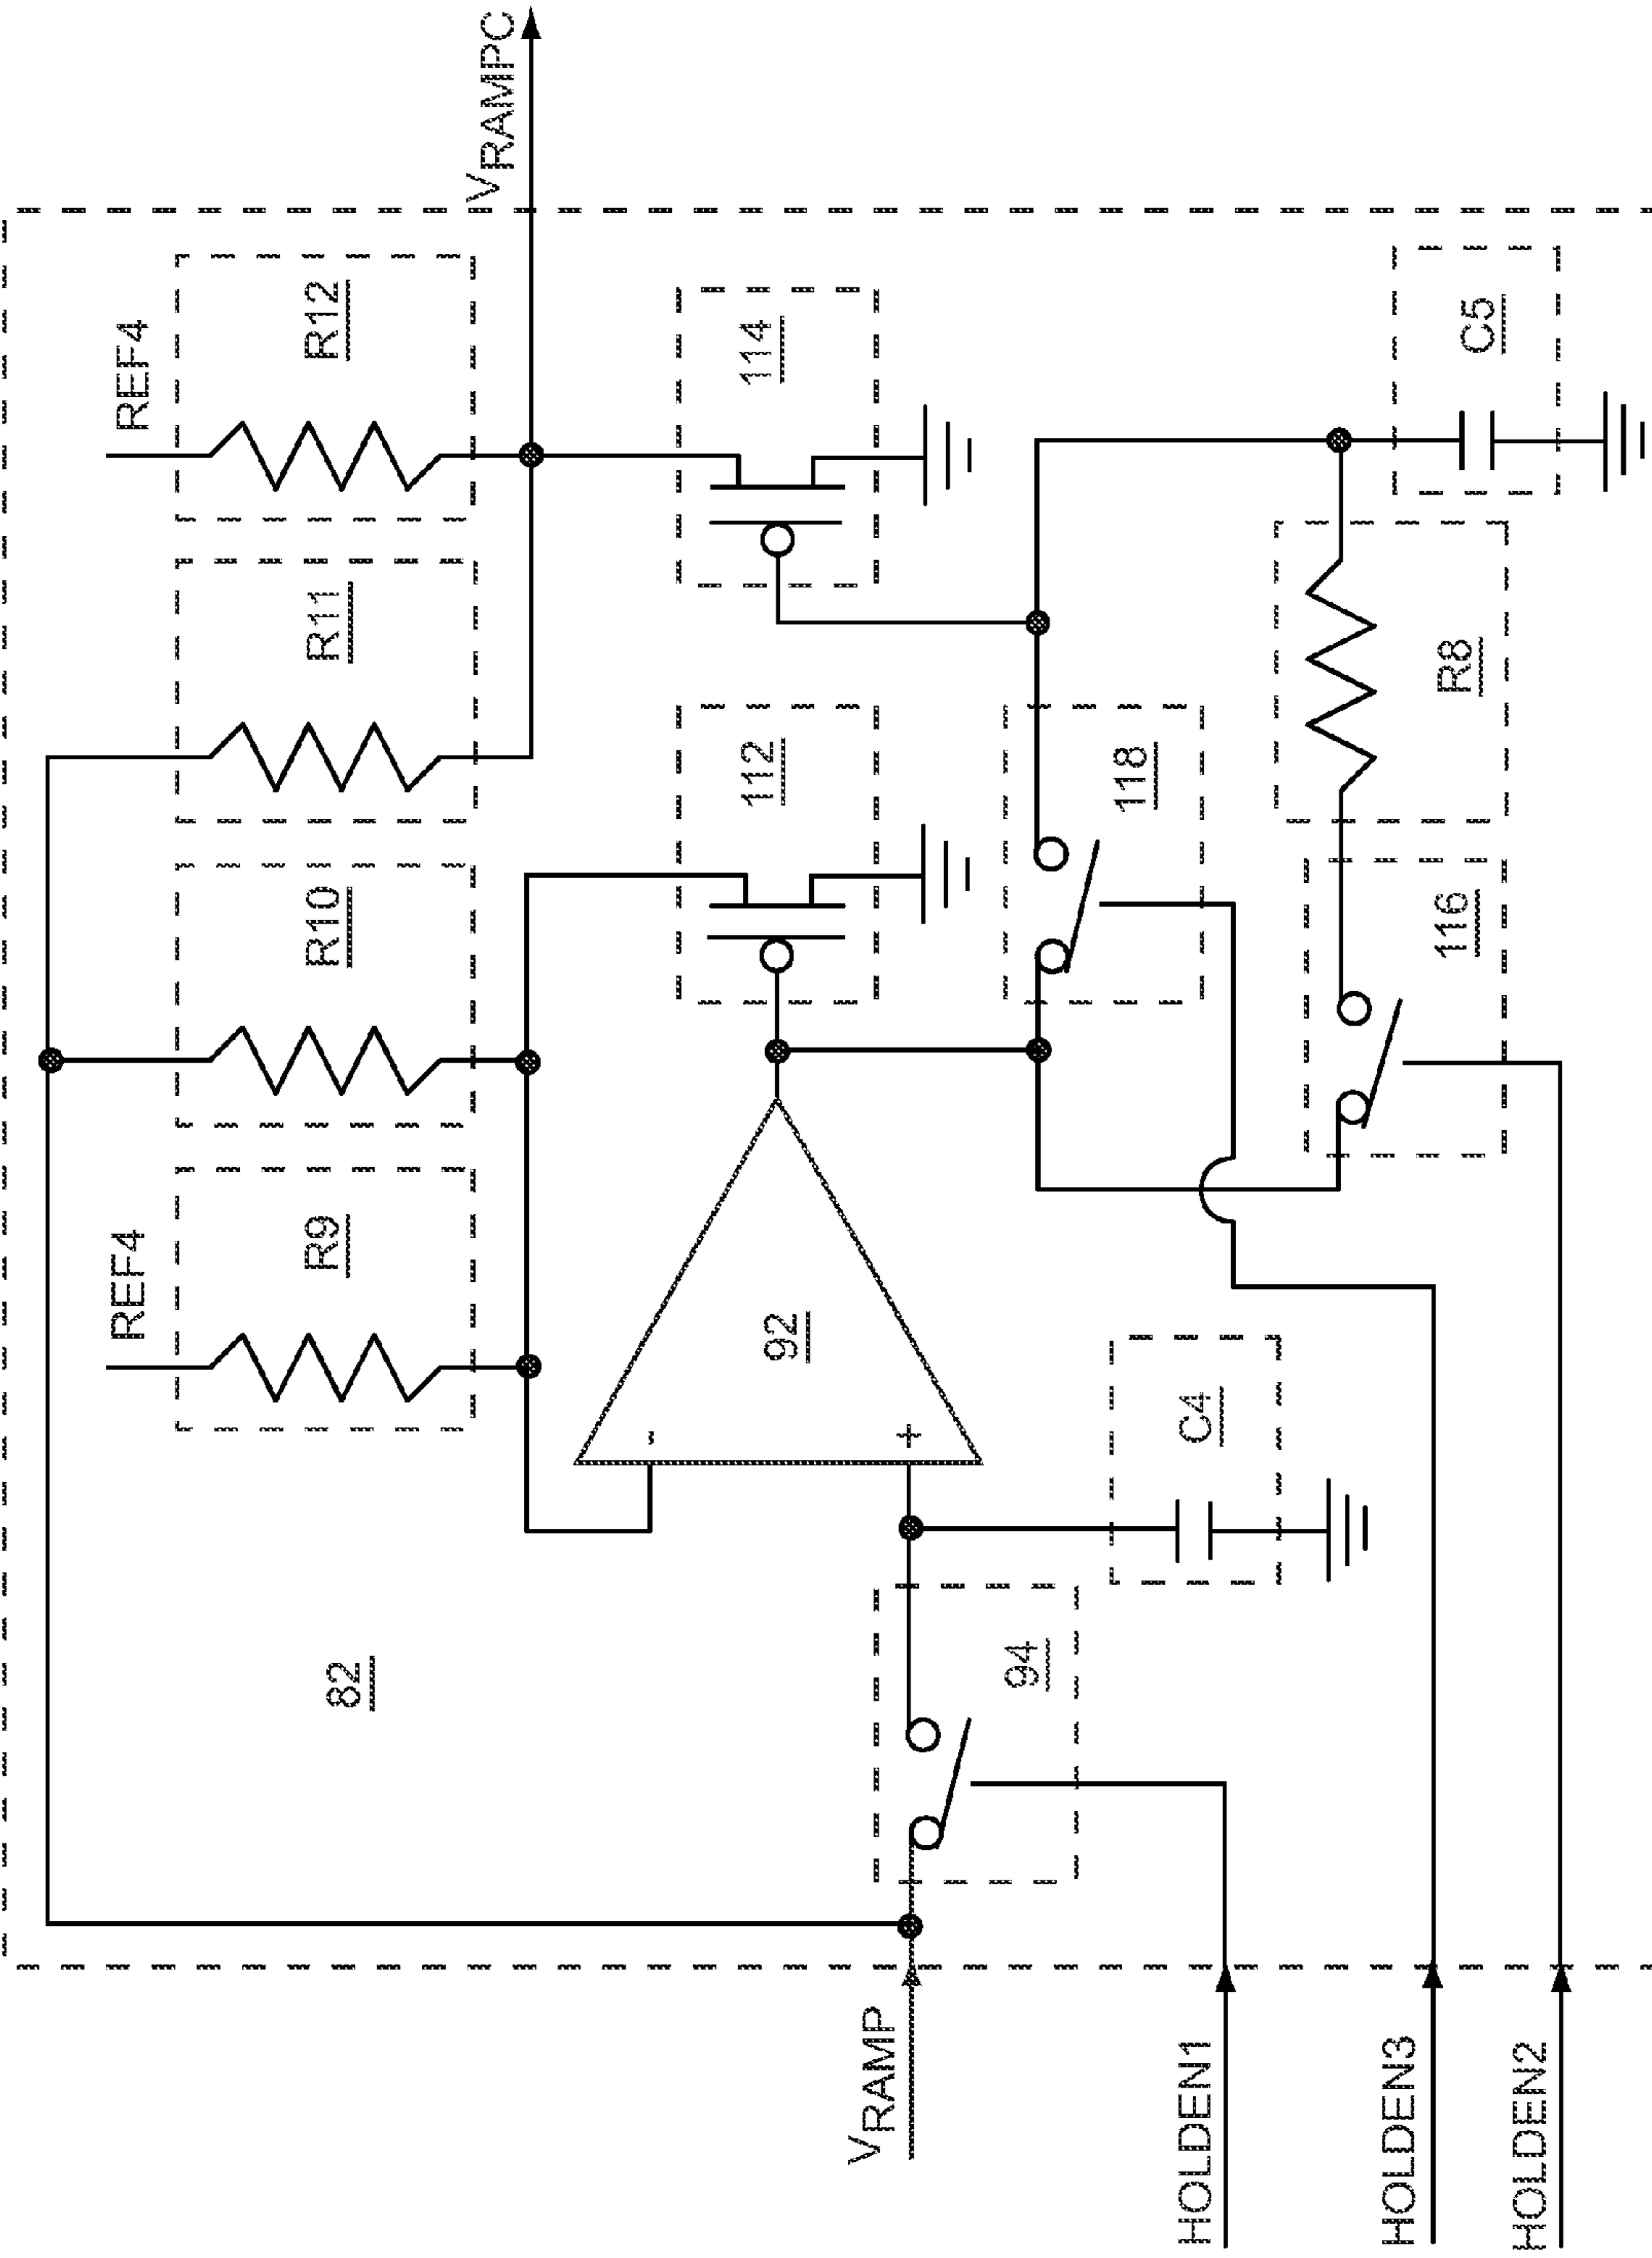 REF4
REF4
R9
R10
R11
R12
VRAMPC
82
112
114
92
-
+
VRAMP
94
118
C4
HOLDEN1
116
R8
C5
HOLDEN3
HOLDEN2